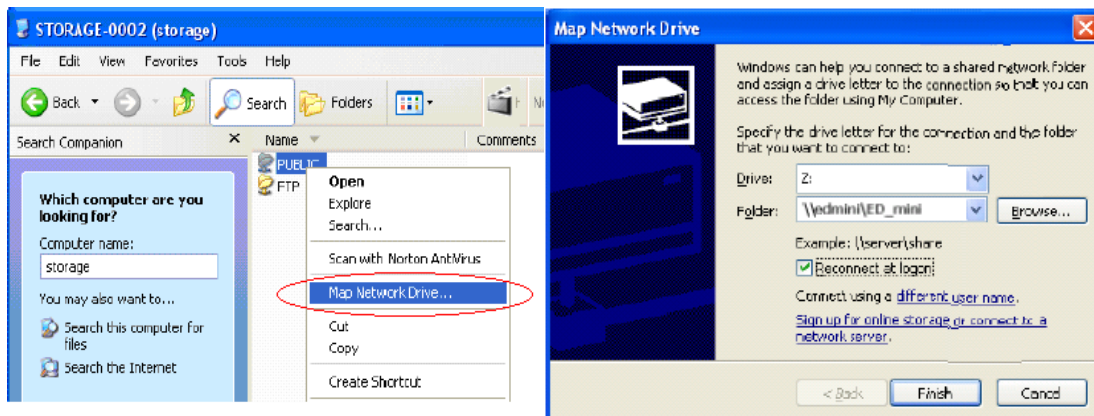 STORAGE-0002 (storage)
File Edit View Favorites Tools Help
Back Search Folders
Search Companion
Name Comments
Which computer are you
looking for?
Computer name:
storage
You may also want to...
Search this computer for
files
Search the Internet
PUBLIC
FTP
Open
Explore
Search...
Scan with Norton AntiVirus
Map Network Drive...
Cut
Copy
Create Shortcut
Map Network Drive
Windows can help you connect to a shared network folder
and assign a drive letter to the connection so that you can
access the folder using My Computer.
Specify the drive letter for the connection and the folder
that you want to connect to:
Drive: Z:
Folder: \\edmini\ED_mini Browse...
Example: \\server\share
Reconnect at logon
Connect using a different user name.
Sign up for online storage or connect to a
network server.
< Back Finish Cancel